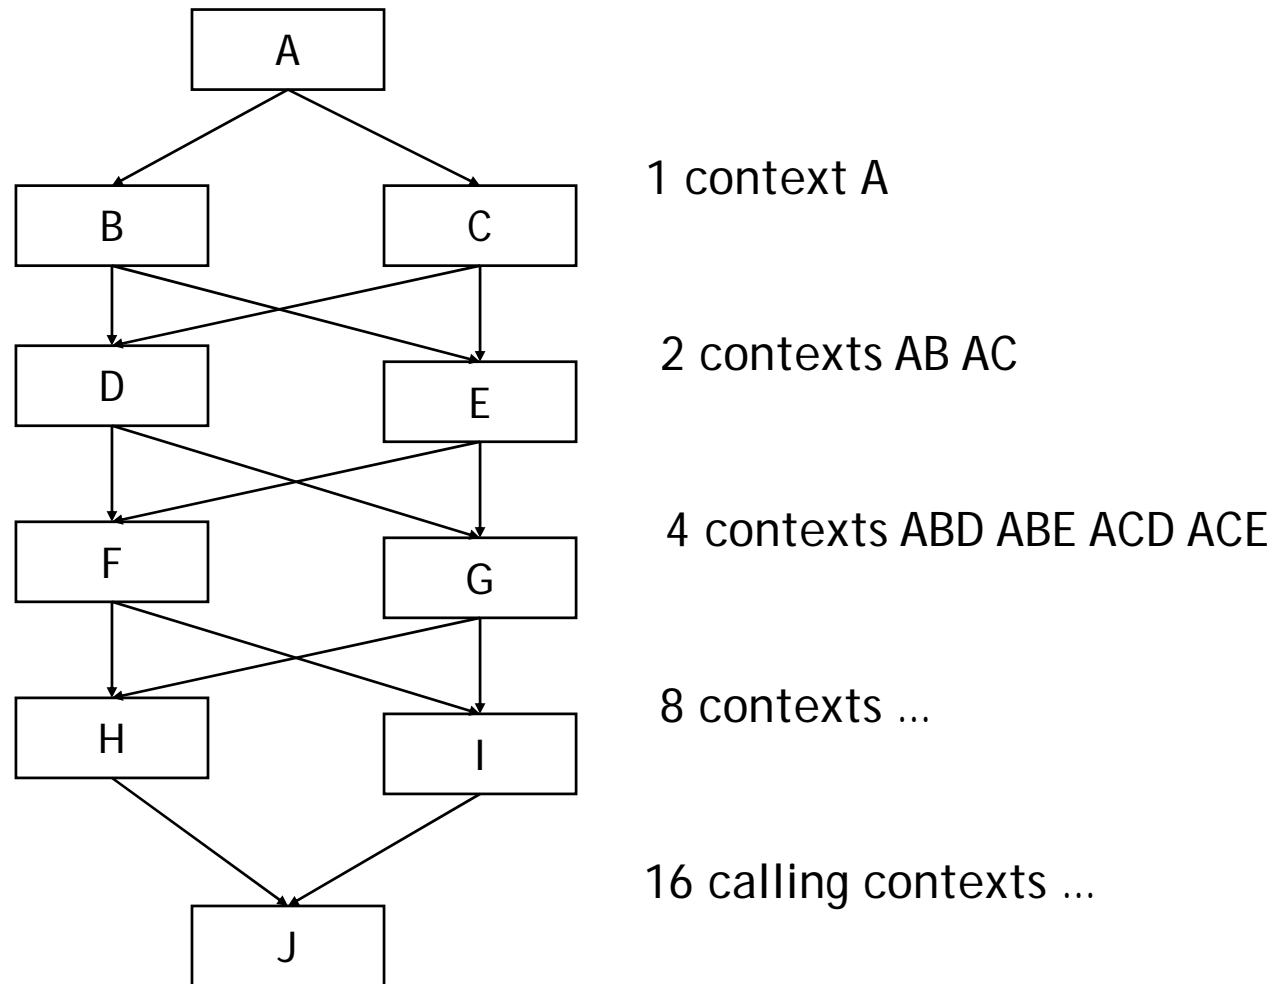 A
1 context A
B
C
2 contexts AB AC
D
E
4 contexts ABD ABE ACD ACE
F
G
8 contexts ...
H
I
16 calling contexts ...
J